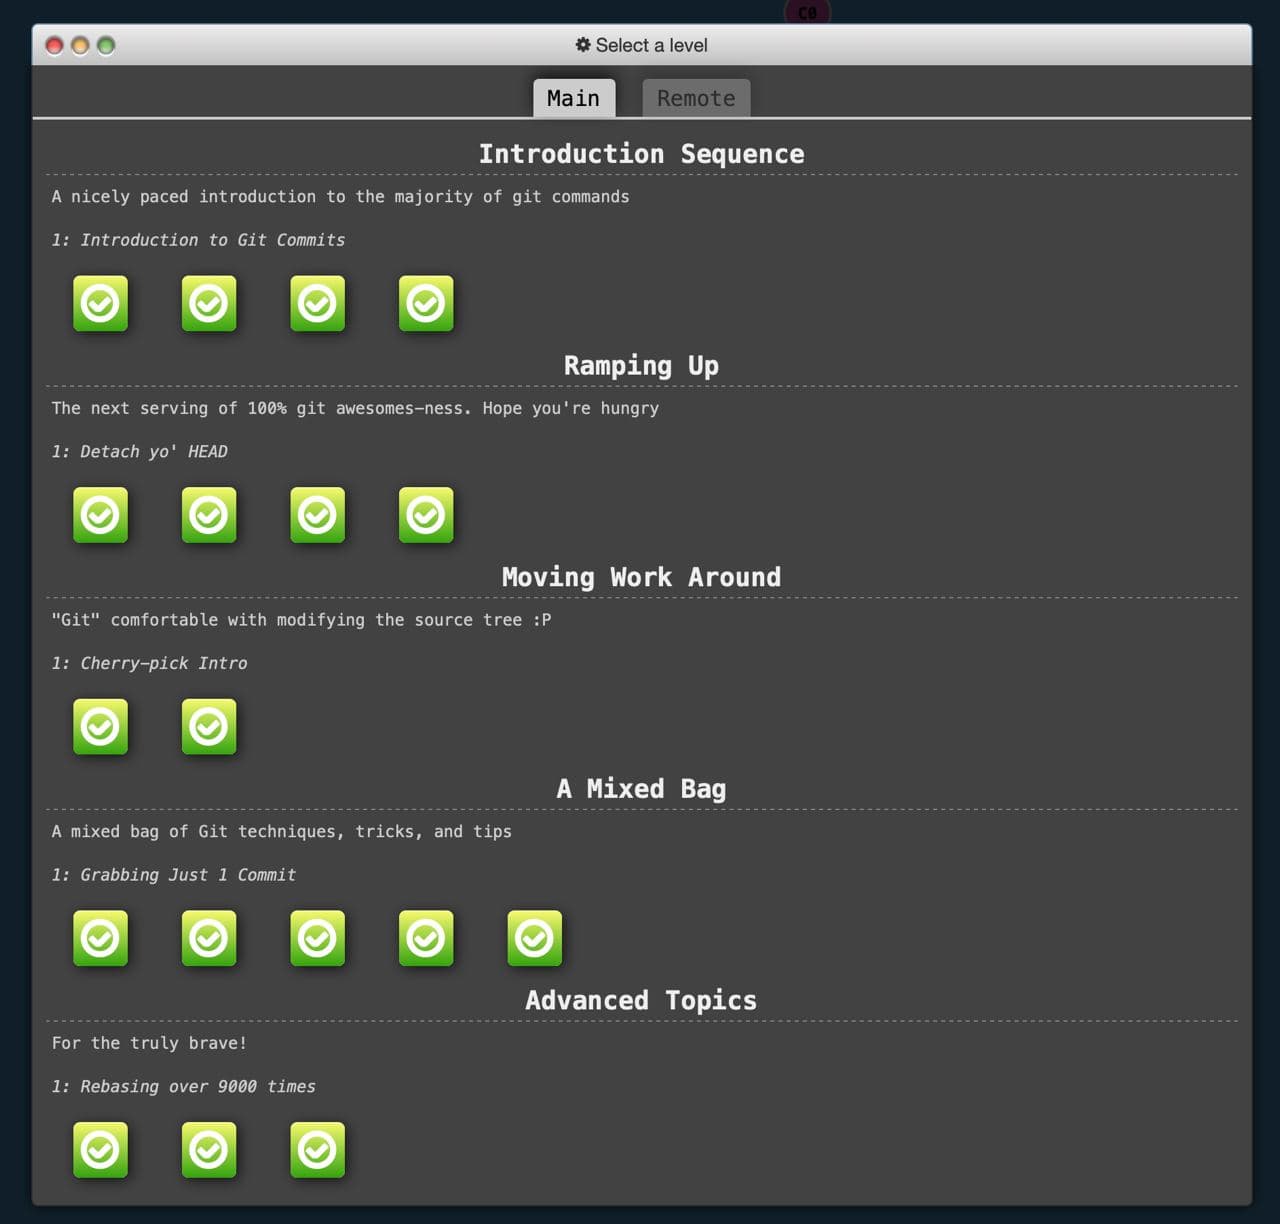 C0
Select a level
Main
Remote
Introduction Sequence
A nicely paced introduction to the majority of git commands
1: Introduction to Git Commits
Ramping Up
The next serving of 100% git awesomes-ness. Hope you're hungry
1: Detach yo' HEAD
Moving Work Around
"Git" comfortable with modifying the source tree :P
1: Cherry-pick Intro
A Mixed Bag
A mixed bag of Git techniques, tricks, and tips
1: Grabbing Just 1 Commit
Advanced Topics
For the truly brave!
1: Rebasing over 9000 times